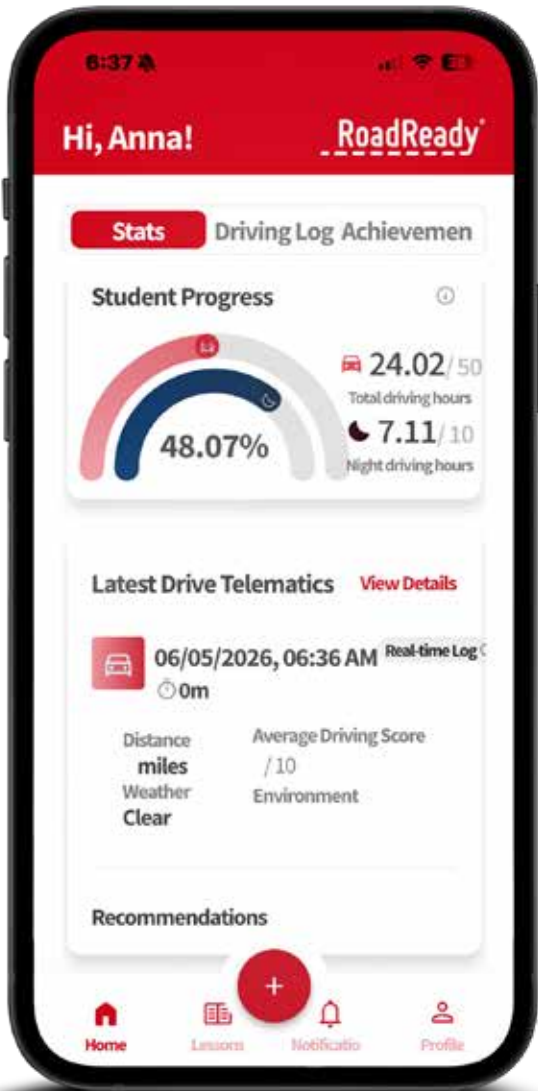 6:37
Hi, Anna!
RoadReady
Stats Driving Log Achievemen
Student Progress
24.02/ 50
Total driving hours
48.07%
7.11/ 10
Night driving hours
Latest Drive Telematics View Details
06/05/2026, 06:36 AM Real-time Log
0m
Distance Average Driving Score
miles / 10
Weather Environment
Clear
Recommendations
+
Home Lessons Notificatio Profile